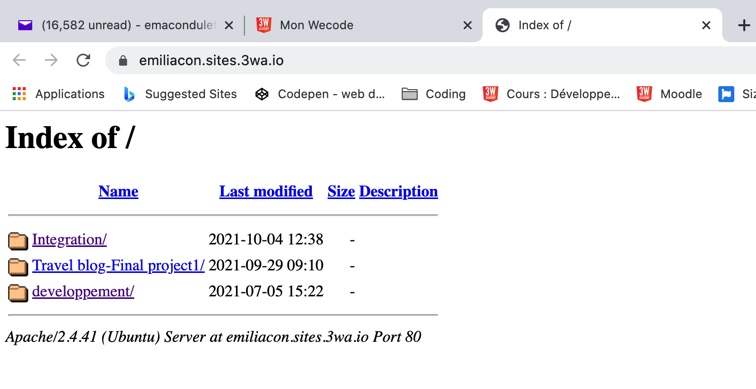 (16,582 unread) - emacondule
Mon Wecode
Index of /
emiliacon.sites.3wa.io
Applications
Suggested Sites
Codepen - web d...
Coding
Cours : Développe...
Moodle
Siz
Index of /
Name Last modified Size Description
Integration/ 2021-10-04 12:38 -
Travel blog-Final project1/ 2021-09-29 09:10 -
developpement/ 2021-07-05 15:22 -
Apache/2.4.41 (Ubuntu) Server at emiliacon.sites.3wa.io Port 80